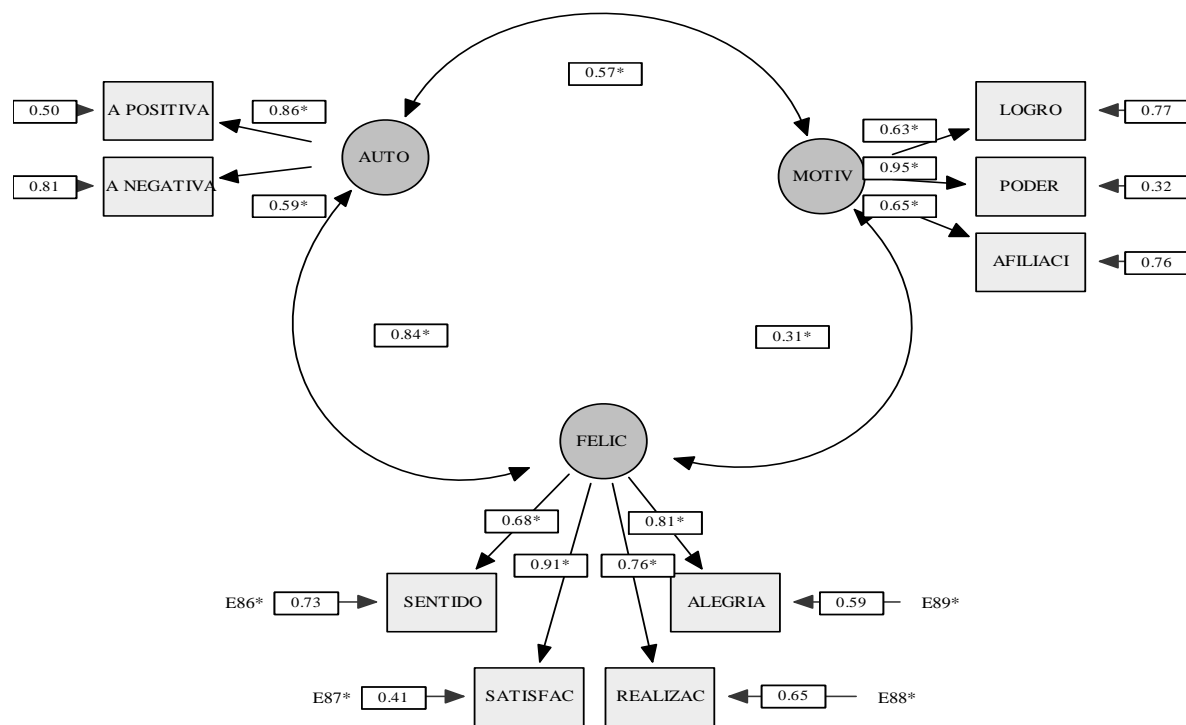 0.57*
0.50
A POSITIVA
0.86*
AUTO
0.81
A NEGATIVA
0.59*
MOTIV
0.63*
0.95*
0.65*
LOGRO
0.77
PODER
0.32
AFILIACI
0.76
0.84*
0.31*
FELIC
0.68*
0.91*
0.76*
0.81*
E86*
0.73
SENTIDO
ALEGRIA
0.59
E89*
E87*
0.41
SATISFAC
REALIZAC
0.65
E88*